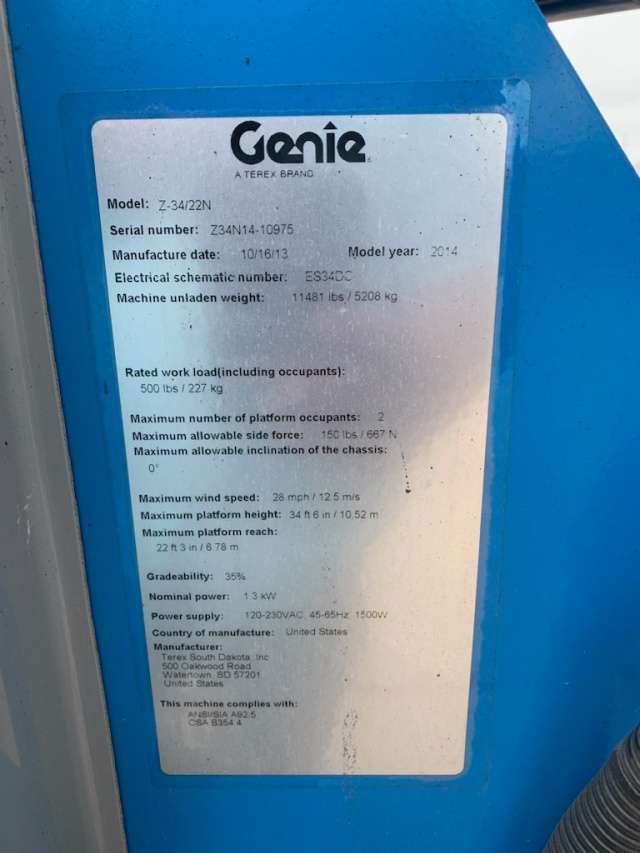 Genie
A TEREX BRAND
Model: Z-34/22N
Serial number: Z34N14-10975
Manufacture date: 10/16/13 Model year: 2014
Electrical schematic number: ES34DC
Machine unladen weight: 11481 lbs / 5208 kg
Rated work load(including occupants):
500 lbs / 227 kg
Maximum number of platform occupants: 2
Maximum allowable side force: 150 lbs / 667 N
Maximum allowable inclination of the chassis:
0°
Maximum wind speed: 28 mph / 12.5 m/s
Maximum platform height: 34 ft 6 in / 10.52 m
Maximum platform reach:
22 ft 3 in / 6.78 m
Gradeability: 35%
Nominal power: 1.3 kW
Power supply: 120-230VAC, 45-65Hz, 1500W
Country of manufacture: United States
Manufacturer:
Terex South Dakota, Inc
500 Oakwood Road
Watertown, SD 57201
United States
This machine complies with:
ANSI/SIA A92.5
CSA B354.4